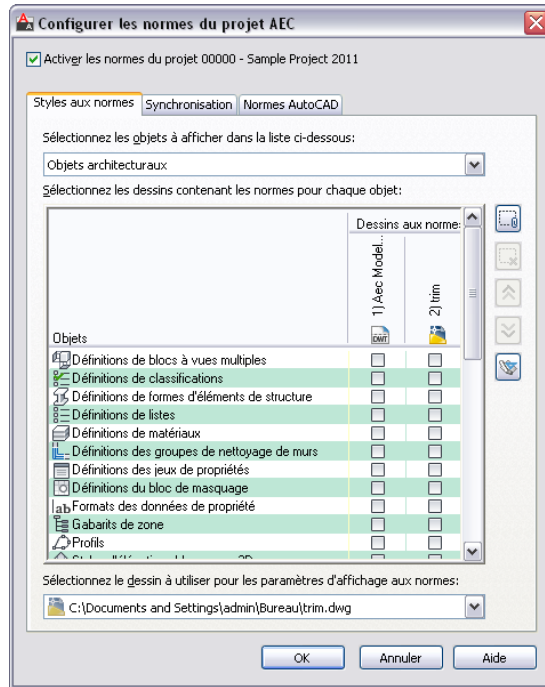 Configurer les normes du projet AEC
Activer les normes du projet 00000 - Sample Project 2011
Styles aux normes Synchronisation Normes AutoCAD
Sélectionnez les objets à afficher dans la liste ci-dessous:
Objets architecturaux
Sélectionnez les dessins contenant les normes pour chaque objet:
Dessins aux norme
1) Aec Model...
2) trim
DWT
Objets
Définitions de blocs à vues multiples
Définitions de classifications
Définitions de formes d'éléments de structure
Définitions de listes
Définitions de matériaux
Définitions des groupes de nettoyage de murs
Définitions des jeux de propriétés
Définitions du bloc de masquage
ab Formats des données de propriété
Gabarits de zone
Profils
Sélectionnez le dessin à utiliser pour les paramètres d'affichage aux normes:
C:\Documents and Settings\admin\Bureau\trim.dwg
OK Annuler Aide